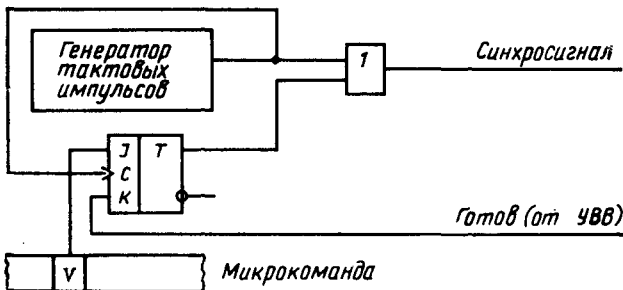 Генератор
тактовых
импульсов
1
Синхросигнал
J T
C
K
Готов (от УВВ)
V
Микрокоманда